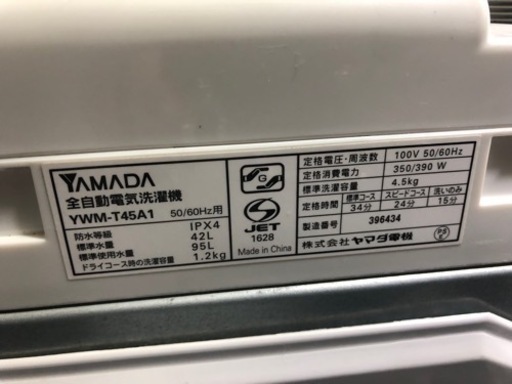 YAMADA
全自動電気洗濯機
YWM-T45A1 50/60Hz用
防水等級 IPX4
標準水量 42L
標準使用水量 95L
ドライコース時の洗濯容量 1.2kg
S
JET
1628
Made in China
定格電圧・周波数 100V 50/60Hz
定格消費電力 350/390 W
4.5kg
標準コース スピードコース 洗いのみ
定格時間 34分 24分 15分
製造番号 396434
株式会社ヤマダ電機